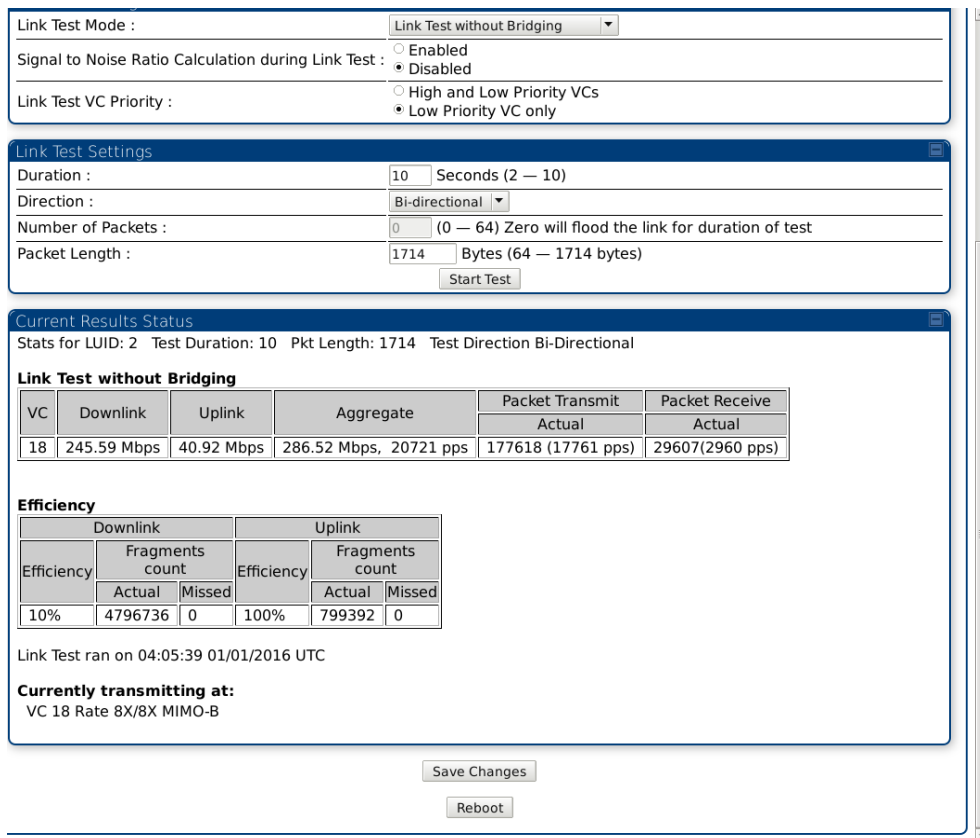 Link Test Mode : Link Test without Bridging
Signal to Noise Ratio Calculation during Link Test : Enabled
Disabled
Link Test VC Priority : High and Low Priority VCs
Low Priority VC only
Link Test Settings
Duration : 10 Seconds (2 — 10)
Direction : Bi-directional
Number of Packets : 0 (0 — 64) Zero will flood the link for duration of test
Packet Length : 1714 Bytes (64 — 1714 bytes)
Start Test
Current Results Status
Stats for LUID: 2 Test Duration: 10 Pkt Length: 1714 Test Direction Bi-Directional
Link Test without Bridging
VC Downlink Uplink Aggregate Packet Transmit Packet Receive
Actual Actual
18 245.59 Mbps 40.92 Mbps 286.52 Mbps, 20721 pps 177618 (17761 pps) 29607(2960 pps)
Efficiency
Downlink Uplink
Efficiency Fragments count Efficiency Fragments count
Actual Missed Actual Missed
10% 4796736 0 100% 799392 0
Link Test ran on 04:05:39 01/01/2016 UTC
Currently transmitting at:
VC 18 Rate 8X/8X MIMO-B
Save Changes
Reboot